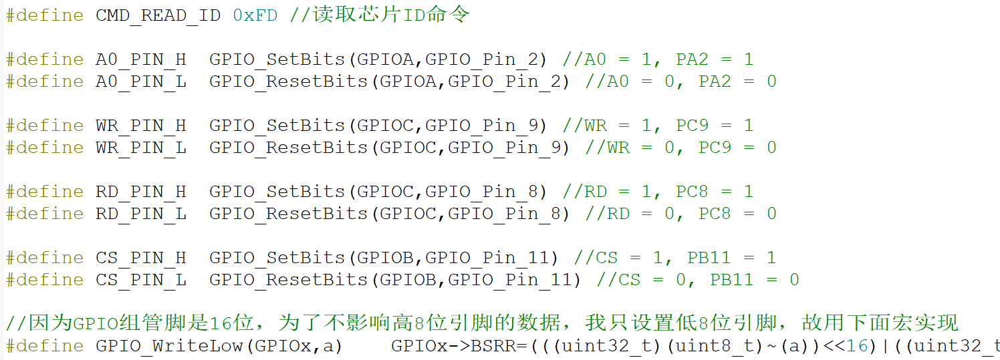 #define CMD_READ_ID 0xFD //读取芯片ID命令
#define A0_PIN_H  GPIO_SetBits(GPIOA,GPIO_Pin_2) //A0 = 1, PA2 = 1
#define A0_PIN_L  GPIO_ResetBits(GPIOA,GPIO_Pin_2) //A0 = 0, PA2 = 0
#define WR_PIN_H  GPIO_SetBits(GPIOC,GPIO_Pin_9) //WR = 1, PC9 = 1
#define WR_PIN_L  GPIO_ResetBits(GPIOC,GPIO_Pin_9) //WR = 0, PC9 = 0
#define RD_PIN_H  GPIO_SetBits(GPIOC,GPIO_Pin_8) //RD = 1, PC8 = 1
#define RD_PIN_L  GPIO_ResetBits(GPIOC,GPIO_Pin_8) //RD = 0, PC8 = 0
#define CS_PIN_H  GPIO_SetBits(GPIOB,GPIO_Pin_11) //CS = 1, PB11 = 1
#define CS_PIN_L  GPIO_ResetBits(GPIOB,GPIO_Pin_11) //CS = 0, PB11 = 0
//因为GPIO组管脚是16位，为了不影响高8位引脚的数据，我只设置低8位引脚，故用下面宏实现
#define GPIO_WriteLow(GPIOx,a)    GPIOx->BSRR=(((uint32_t)(uint8_t)~(a))<<16)|((uint32_t